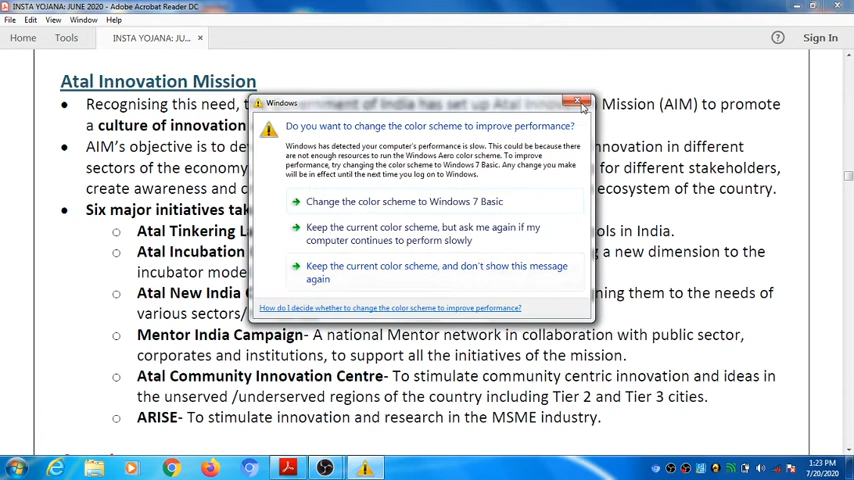 INSTA YOJANA: JUNE 2020 - Adobe Acrobat Reader DC
File Edit View Window Help
Home Tools INSTA YOJANA: JU... × Sign In
Atal Innovation Mission
Recognising this need, t Government of India has set up Atal Innov Mission (AIM) to promote
a culture of innovation
AIM's objective is to de innovation in different
sectors of the economy for different stakeholders,
create awareness and c ecosystem of the country.
Six major initiatives tak
Atal Tinkering La ols in India.
Atal Incubation g a new dimension to the
incubator mode
Atal New India C ning them to the needs of
various sectors/
Mentor India Campaign- A national Mentor network in collaboration with public sector,
corporates and institutions, to support all the initiatives of the mission.
Atal Community Innovation Centre- To stimulate community centric innovation and ideas in
the unserved /underserved regions of the country including Tier 2 and Tier 3 cities.
ARISE- To stimulate innovation and research in the MSME industry.
Windows
Do you want to change the color scheme to improve performance?
Windows has detected your computer's performance is slow. This could be because
there are not enough resources to run the Windows Aero color scheme. To improve
performance, try changing the color scheme to Windows 7 Basic. Any change you make
will be in effect until the next time you log on to Windows.
Change the color scheme to Windows 7 Basic
Keep the current color scheme, but ask me again if my
computer continues to perform slowly
Keep the current color scheme, and don't show this message
again
How do I decide whether to change the color scheme to improve performance?
1:23 PM
7/20/2020